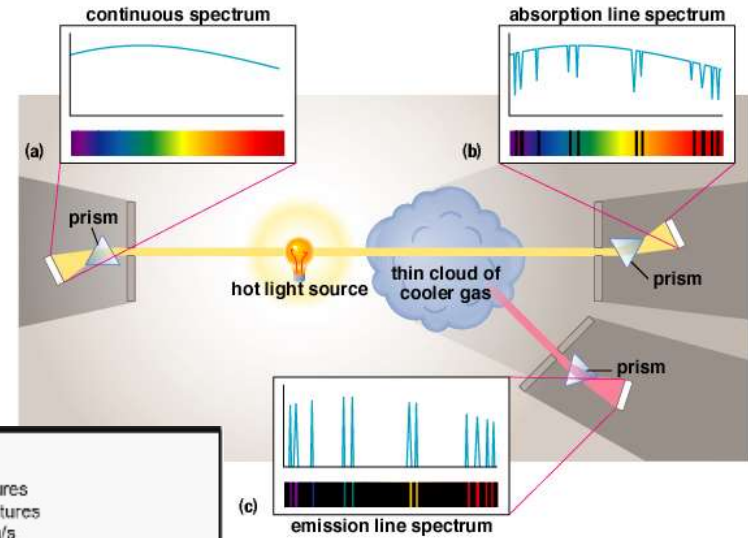 continuous spectrum
absorption line spectrum
(a)
(b)
prism
hot light source
thin cloud of
cooler gas
prism
prism
(c)
emission line spectrum